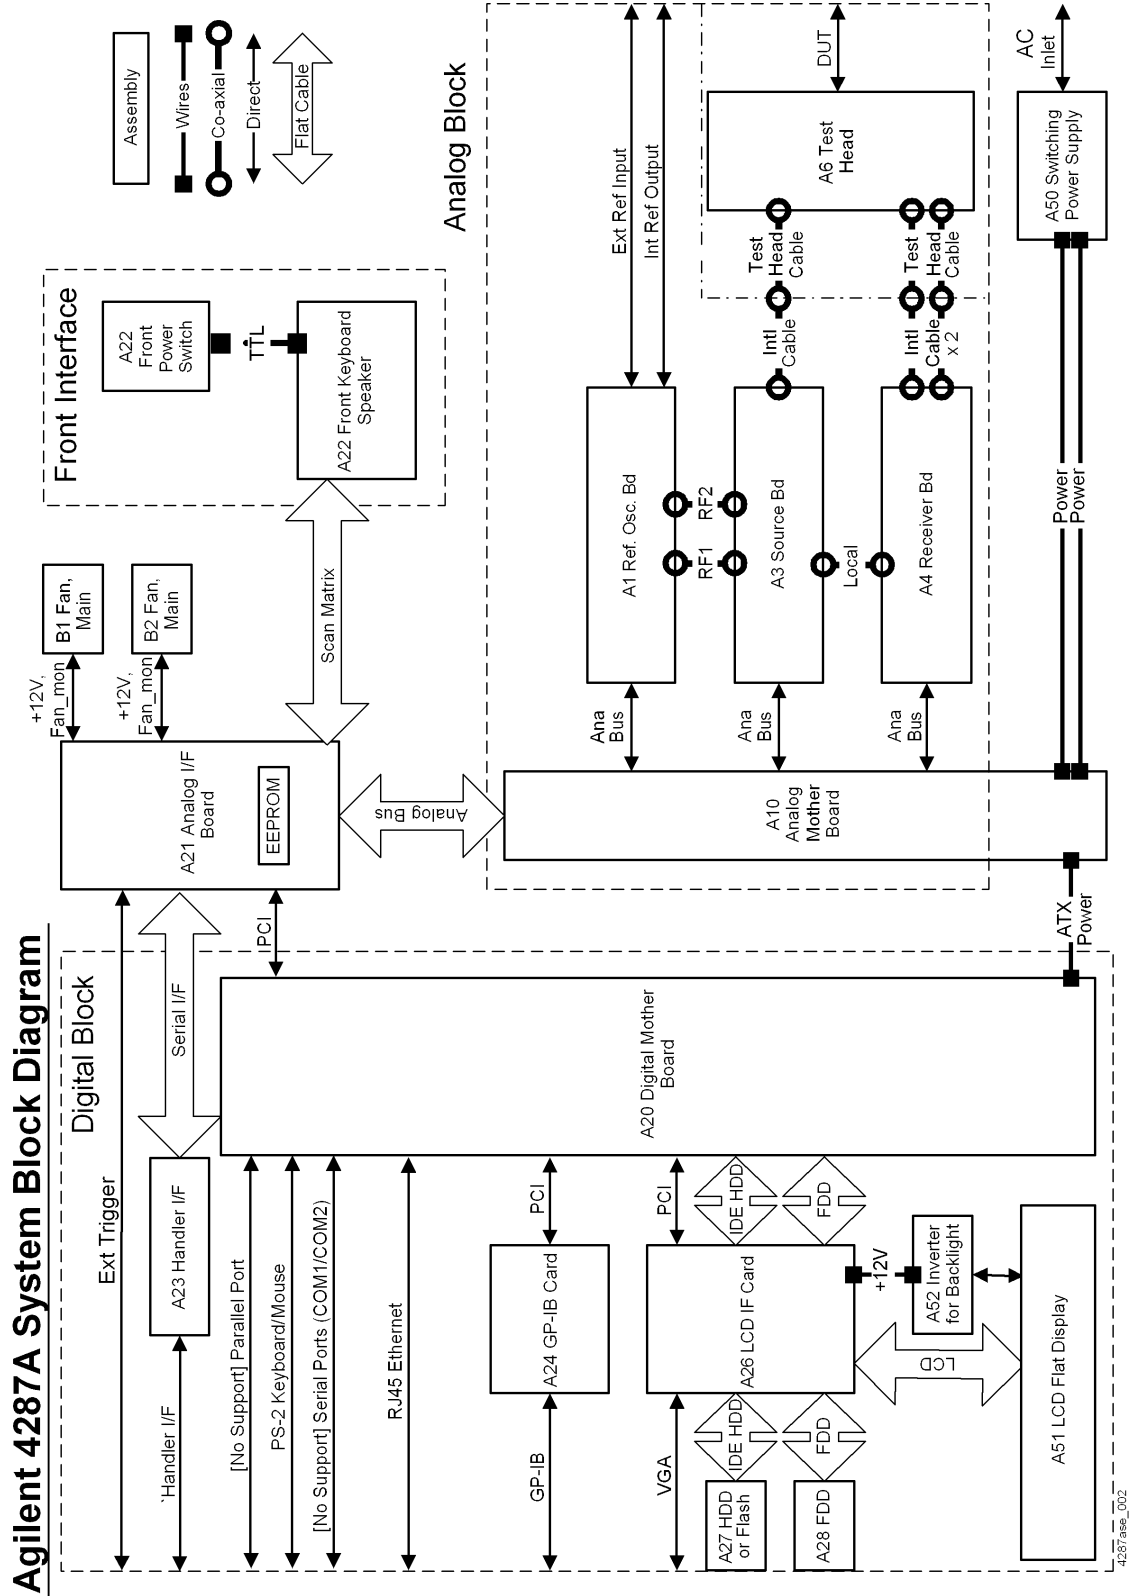 Agilent 4287A System Block Diagram
Digital Block
Ext Trigger
`Handler I/F
A23 Handler I/F
Serial I/F
[No Support] Parallel Port
PS-2 Keyboard/Mouse
[No Support] Serial Ports (COM1/COM2)
RJ45 Ethernet
GP-IB
A24 GP-IB Card
PCI
VGA
A26 LCD IF Card
PCI
IDE HDD
IDE HDD
FDD
FDD
A27 HDD
or Flash
A28 FDD
LCD
+12V
A52 Inverter
for Backlight
A51 LCD Flat Display
A20 Digital Mother
Board
PCI
ATX
Power
A21 Analog I/F
Board
EEPROM
+12V,
Fan_mon
+12V,
Fan_mon
B1 Fan,
Main
B2 Fan,
Main
Scan Matrix
Analog Bus
Front Interface
A22
Front
Power
Switch
TTL
A22 Front Keyboard
Speaker
Assembly
Wires
Co-axial
Direct
Flat Cable
Analog Block
A10
Analog
Mother
Board
Ana
Bus
Ana
Bus
Ana
Bus
A1 Ref. Osc. Bd
RF1
RF2
A3 Source Bd
Local
A4 Receiver Bd
Ext Ref Input
Int Ref Output
Intl
Cable
Intl
Cable
x 2
Test
Head
Cable
Test
Head
Cable
A6 Test
Head
DUT
Power
Power
A50 Switching
Power Supply
AC
Inlet
4287ase_002